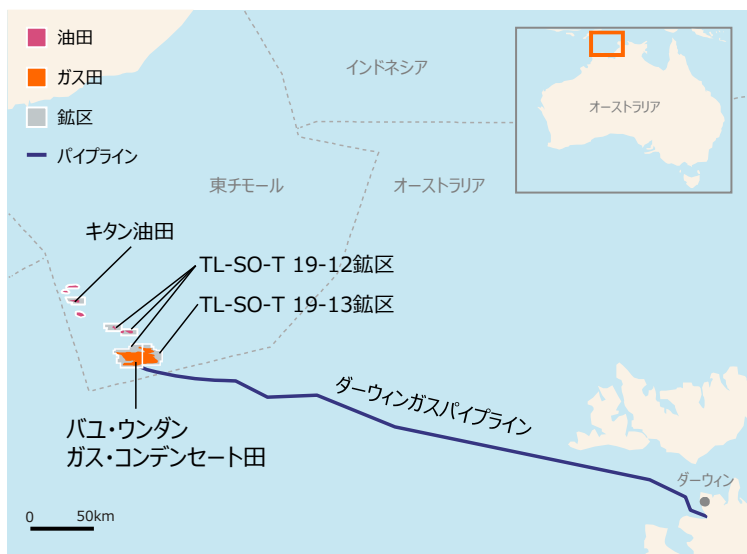 油田
ガス田
鉱区
パイプライン
インドネシア
オーストラリア
東チモール
オーストラリア
キタン油田
TL-SO-T 19-12鉱区
TL-SO-T 19-13鉱区
ダーウィンガスパイプライン
バユ・ウンダン
ガス・コンデンセート田
ダーウィン
0 50km